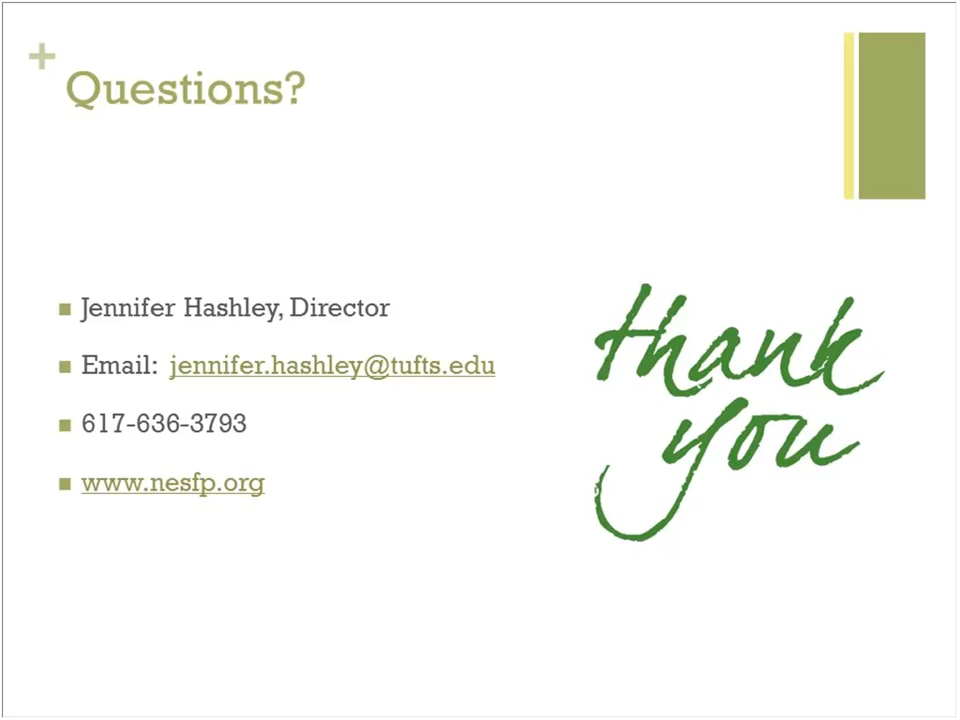 +
Questions?
Jennifer Hashley, Director
Email: jennifer.hashley@tufts.edu
617-636-3793
www.nesfp.org
thank
you